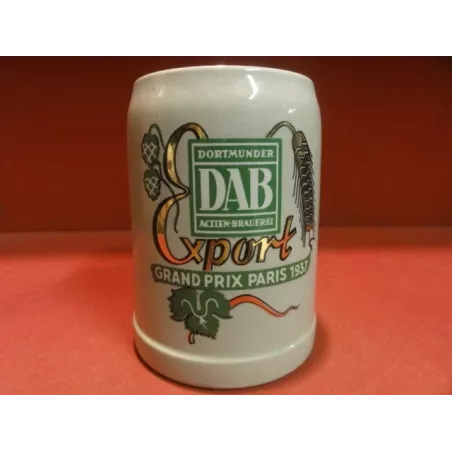 DORTMUNDER
DAB
ACTIEN-BRAUEREI
Export
GRAND PRIX PARIS 1937